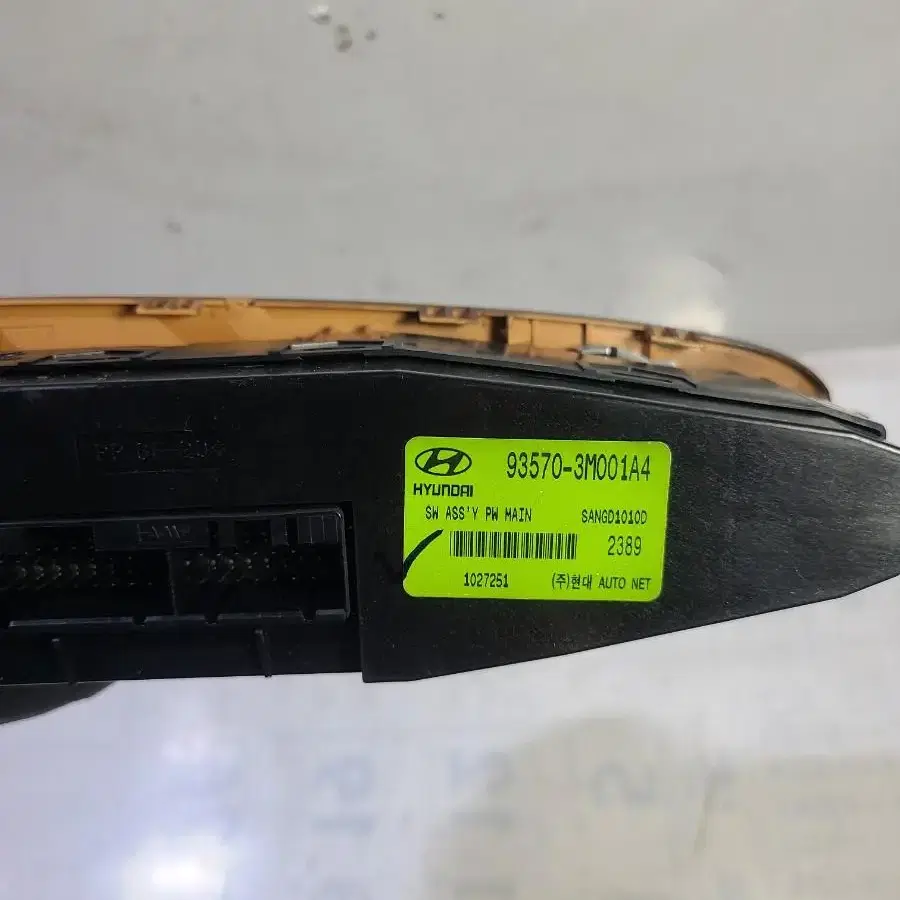 93570-3M001A4
HYUNDAI
SW ASS'Y PW MAIN SANGD1010D
2389
1027251 (주)현대 AUTO NET